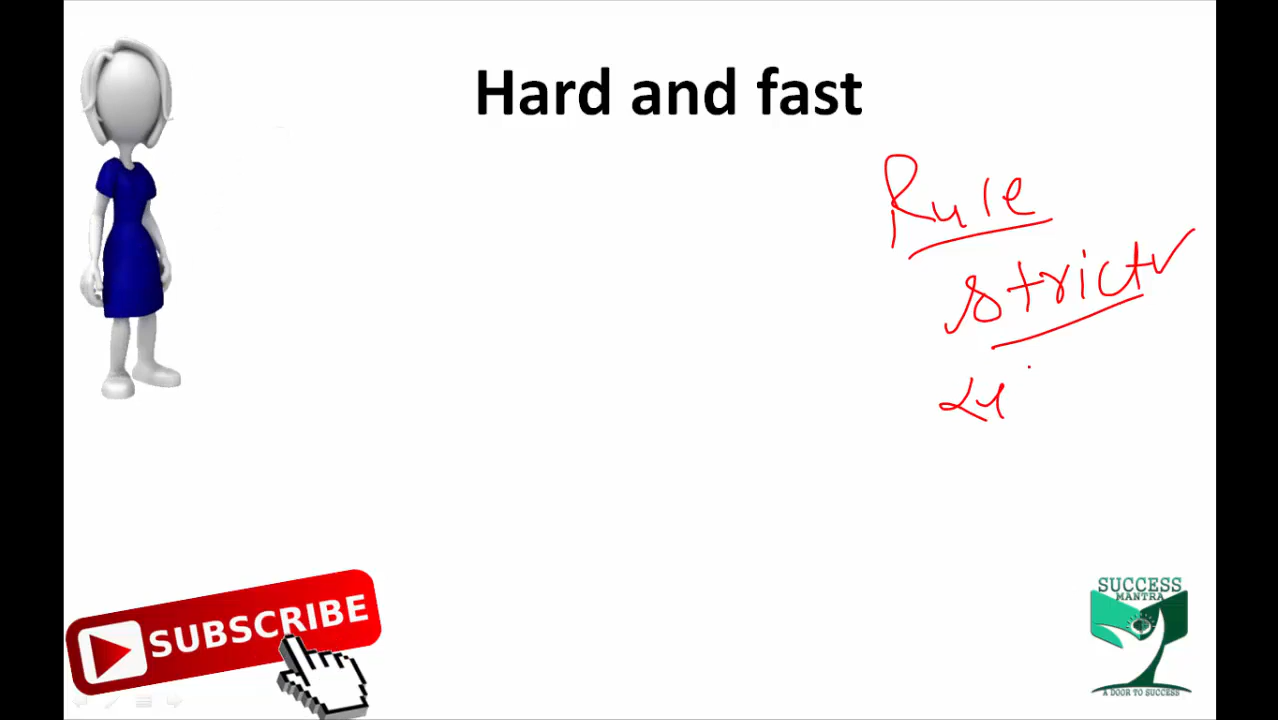 Hard and fast
Rule
strict
SUBSCRIBE
SUCCESS
MANTRA
A DOOR TO SUCCESS